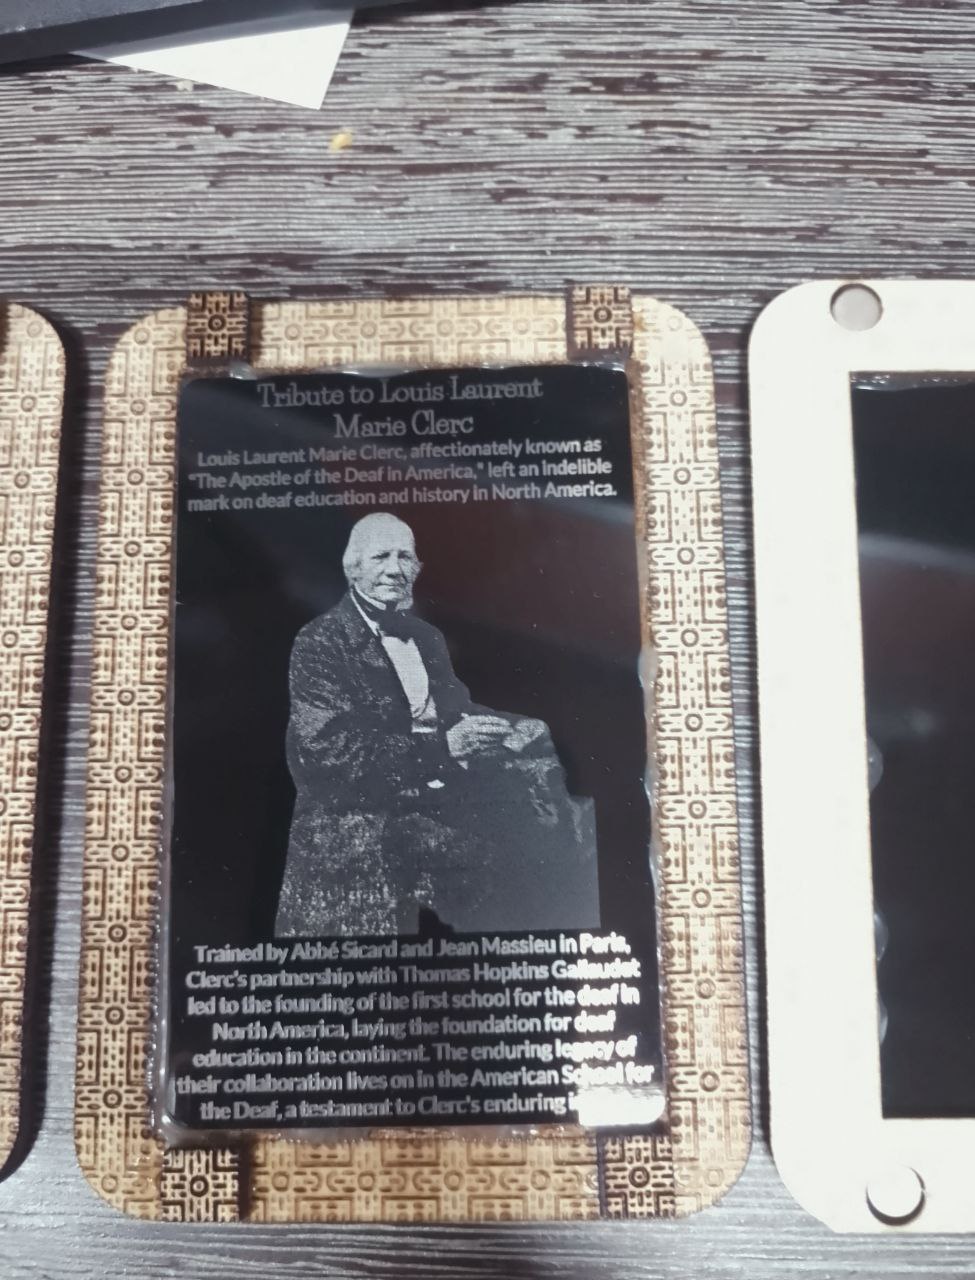 Tribute to Louis Laurent
Marie Clerc
Louis Laurent Marie Clerc, affectionately known as
"The Apostle of the Deaf in America," left an indelible
mark on deaf education and history in North America.
Trained by Abbé Sicard and Jean Massieu in Paris,
Clerc's partnership with Thomas Hopkins Gallaudet
led to the founding of the first school for the deaf in
North America, laying the foundation for deaf
education in the continent. The enduring legacy of
their collaboration lives on in the American School for
the Deaf, a testament to Clerc's enduring